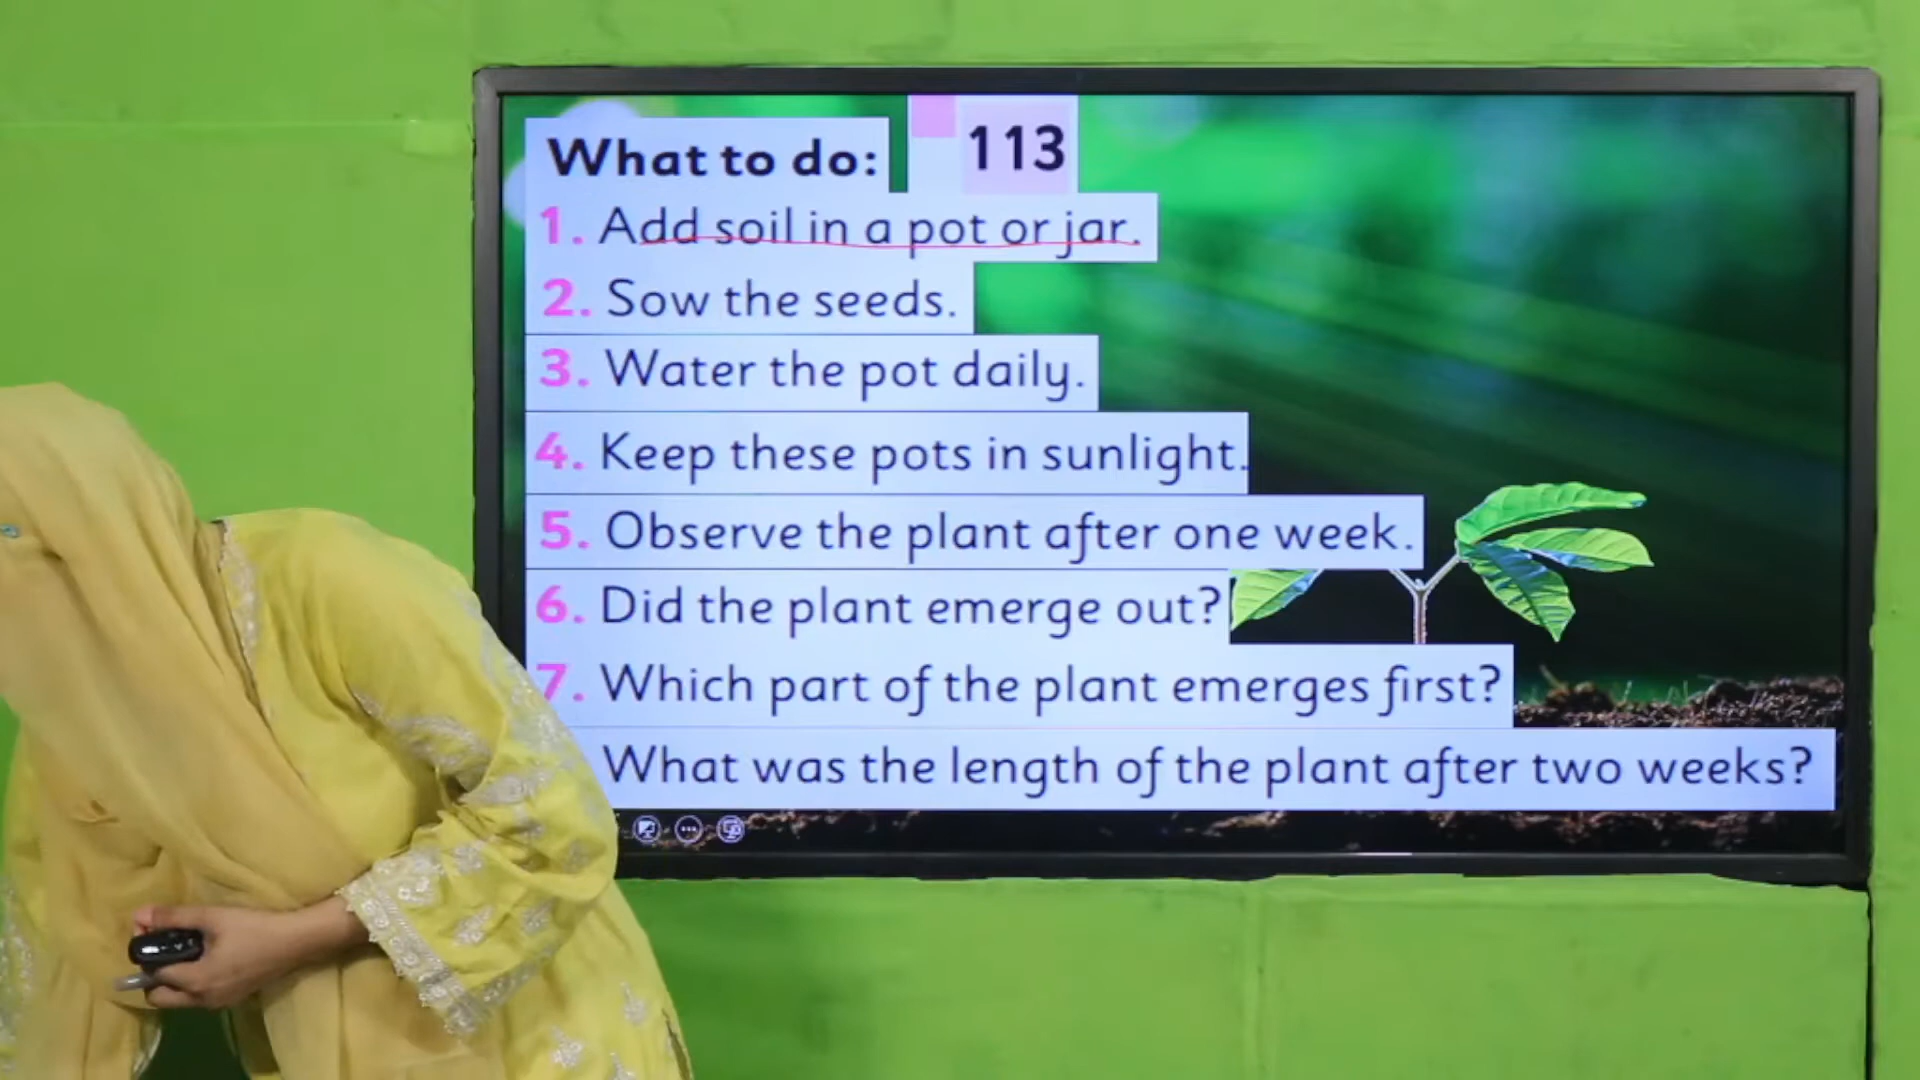 What to do:
113
1. Add soil in a pot or jar.
2. Sow the seeds.
3. Water the pot daily.
4. Keep these pots in sunlight.
5. Observe the plant after one week.
6. Did the plant emerge out?
7. Which part of the plant emerges first?
What was the length of the plant after two weeks?